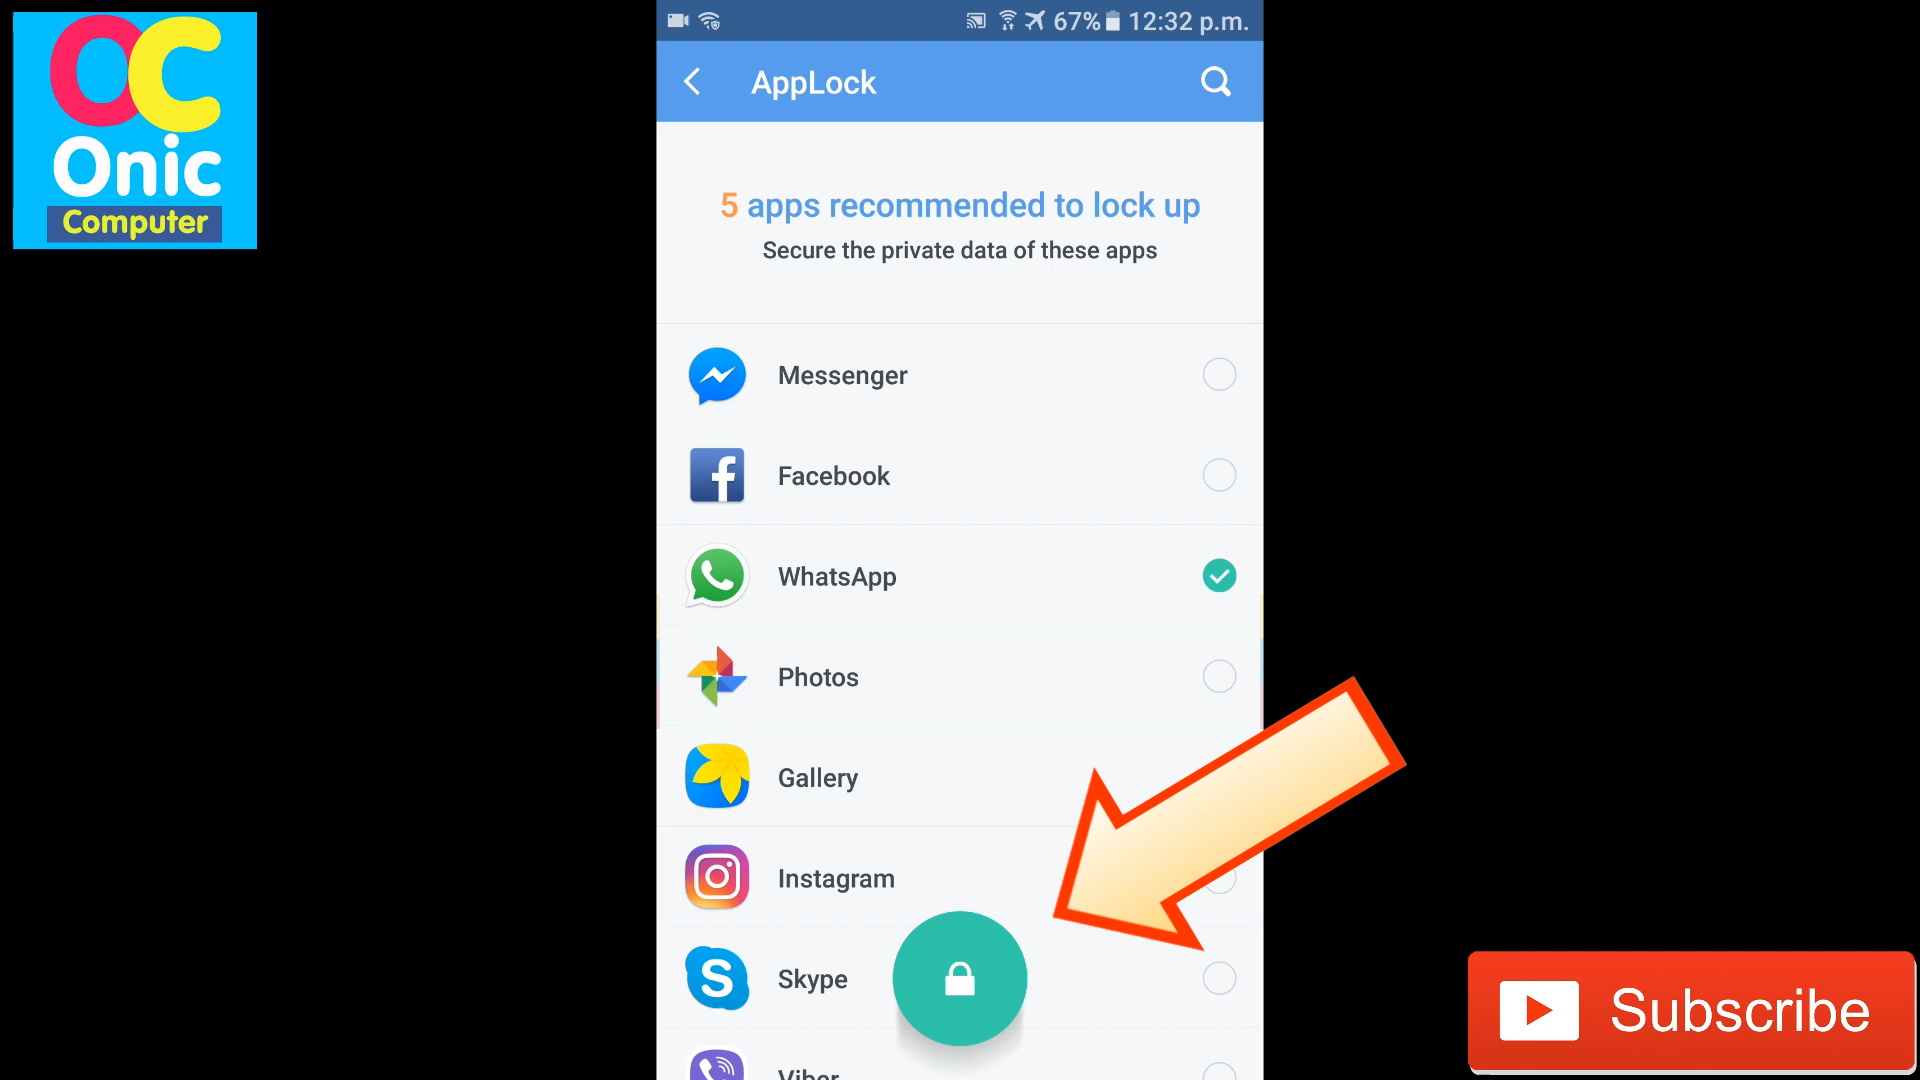 OC
Onic
Computer
67% 12:32 p.m.
AppLock
5 apps recommended to lock up
Secure the private data of these apps
Messenger
Facebook
WhatsApp
Photos
Gallery
Instagram
S Skype
Viber
Subscribe